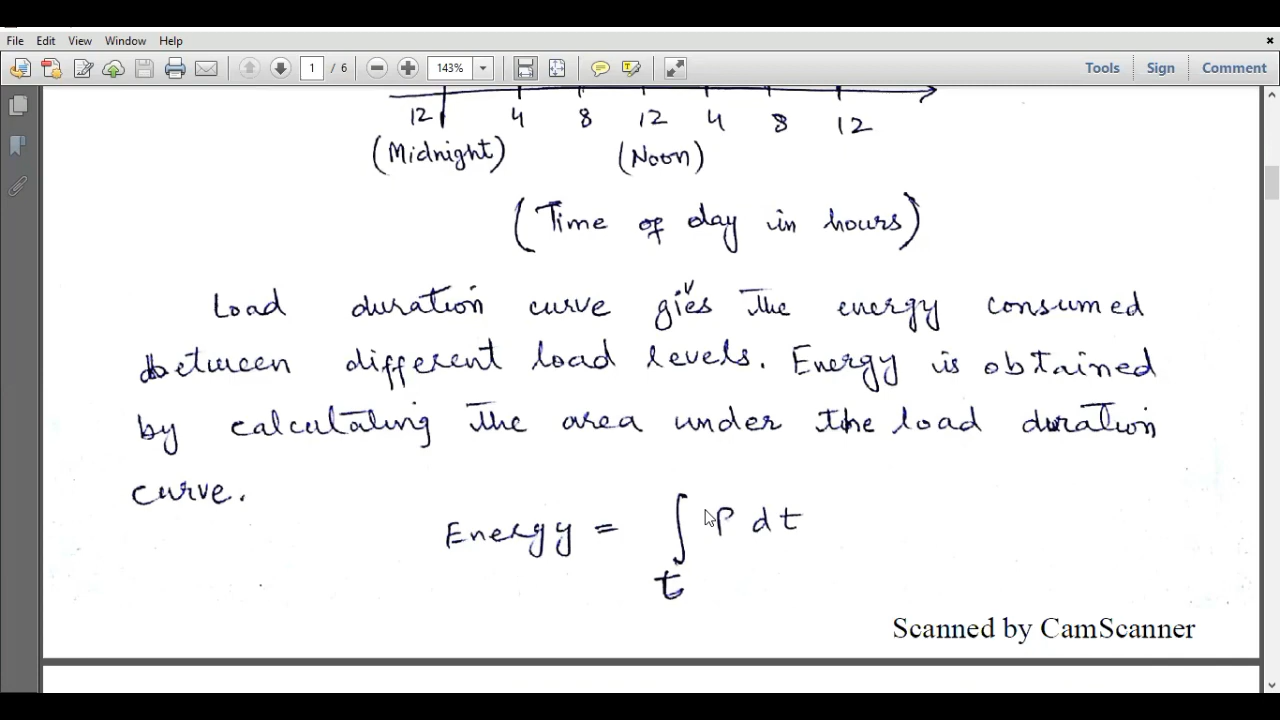 File Edit View Window Help
1 / 6 143% Tools Sign Comment
12 4 8 12 4 8 12
(Midnight) (Noon)
(Time of day in hours)
Load duration curve gives the energy consumed
between different load levels. Energy is obtained
by calculating the area under the load duration
curve.
Energy = ∫ P dt
t
Scanned by CamScanner